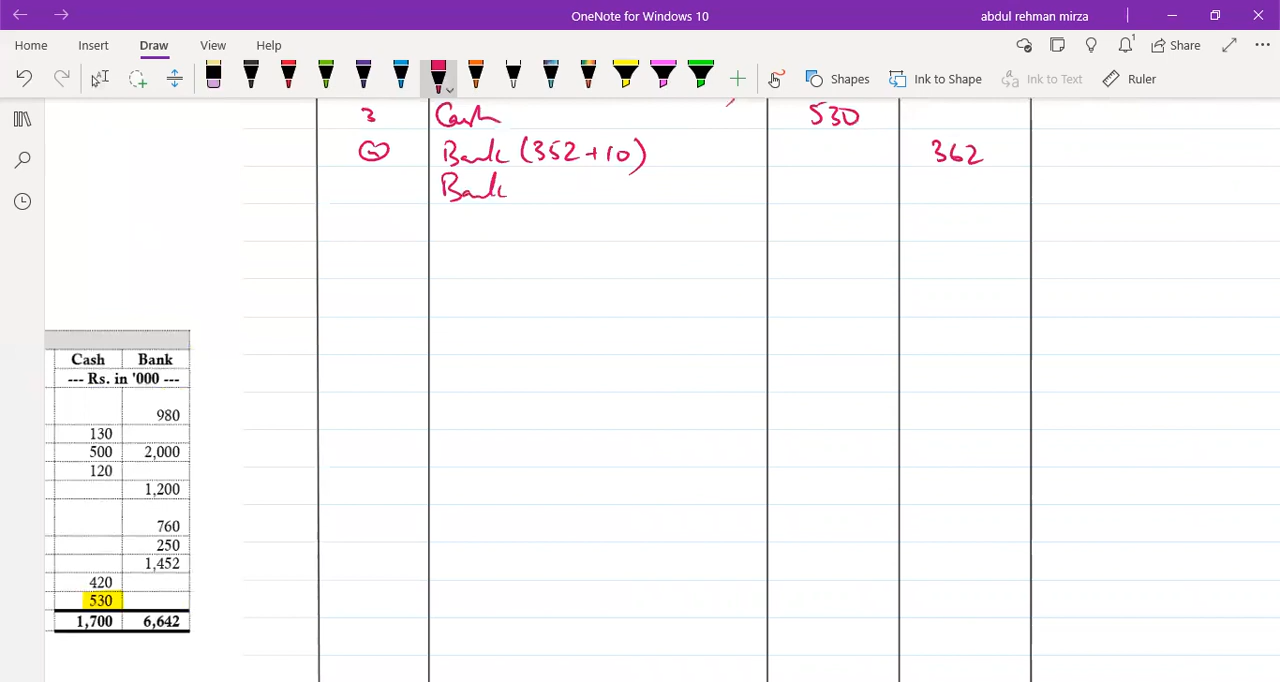 OneNote for Windows 10
abdul rehman mirza
Home Insert Draw View Help
Share
Shapes
Ink to Shape
Ink to Text
Ruler
3 Cash 530
Bank (352+10) 362
Bank
Cash Bank
--- Rs. in '000 ---
980
130
500 2,000
120
1,200
760
250
1,452
420
530
1,700 6,642